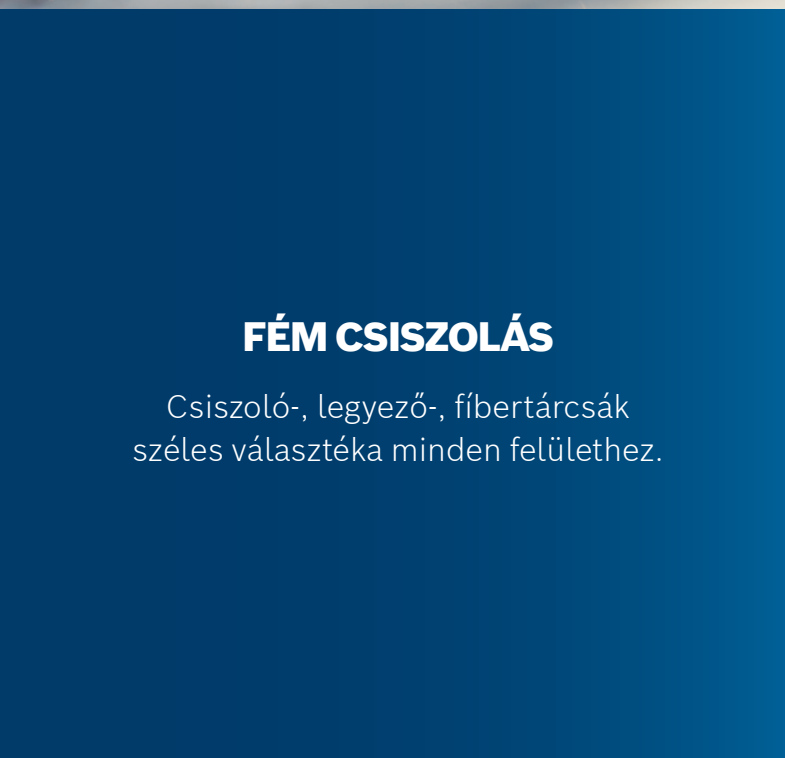 FÉM CSISZOLÁS
Csiszoló-, legyező-, fíbertárcsák
széles választéka minden felülethez.